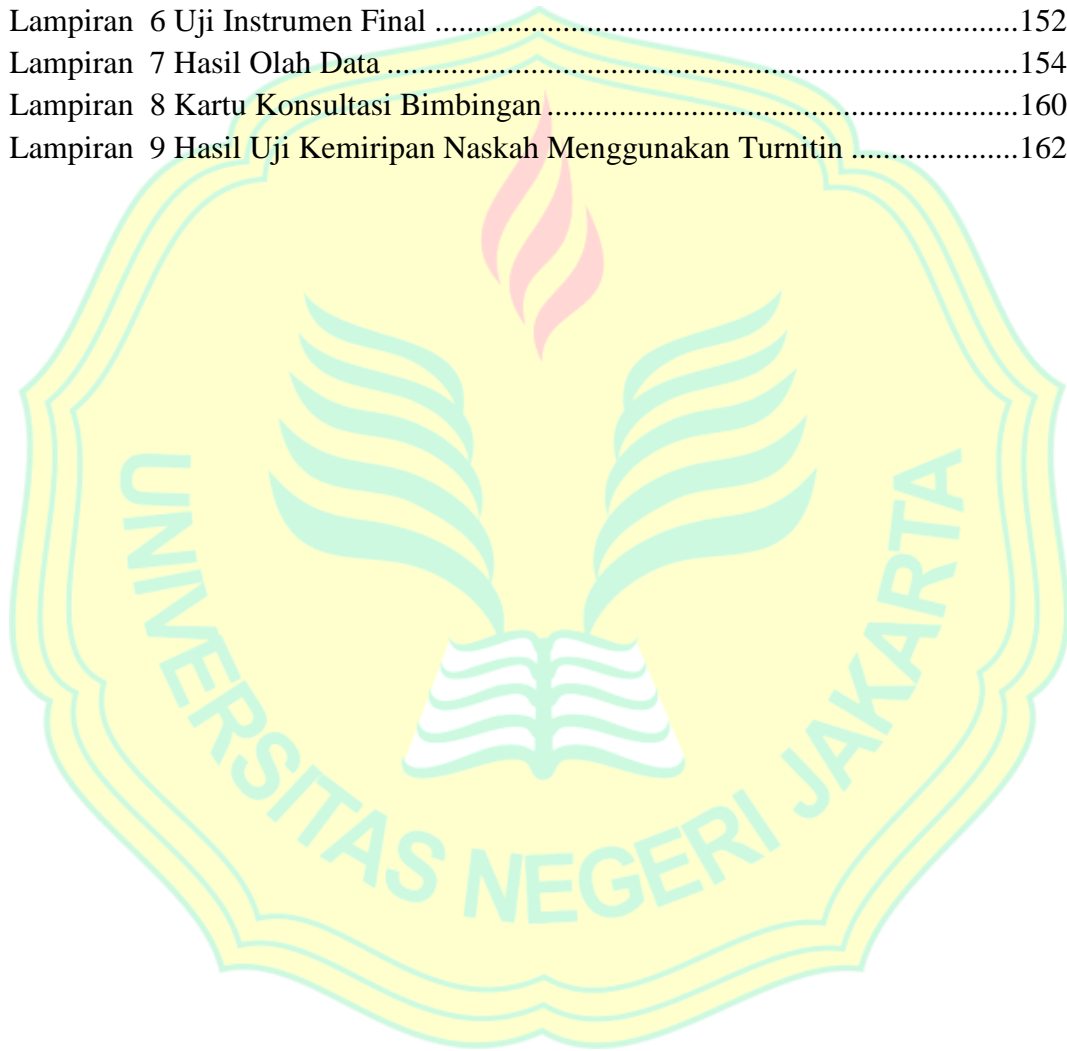 Lampiran  6 Uji Instrumen Final ..............................................................................152
Lampiran  7 Hasil Olah Data ....................................................................................154
Lampiran  8 Kartu Konsultasi Bimbingan ................................................................160
Lampiran  9 Hasil Uji Kemiripan Naskah Menggunakan Turnitin .........................162
UNIVERSITAS NEGERI JAKARTA